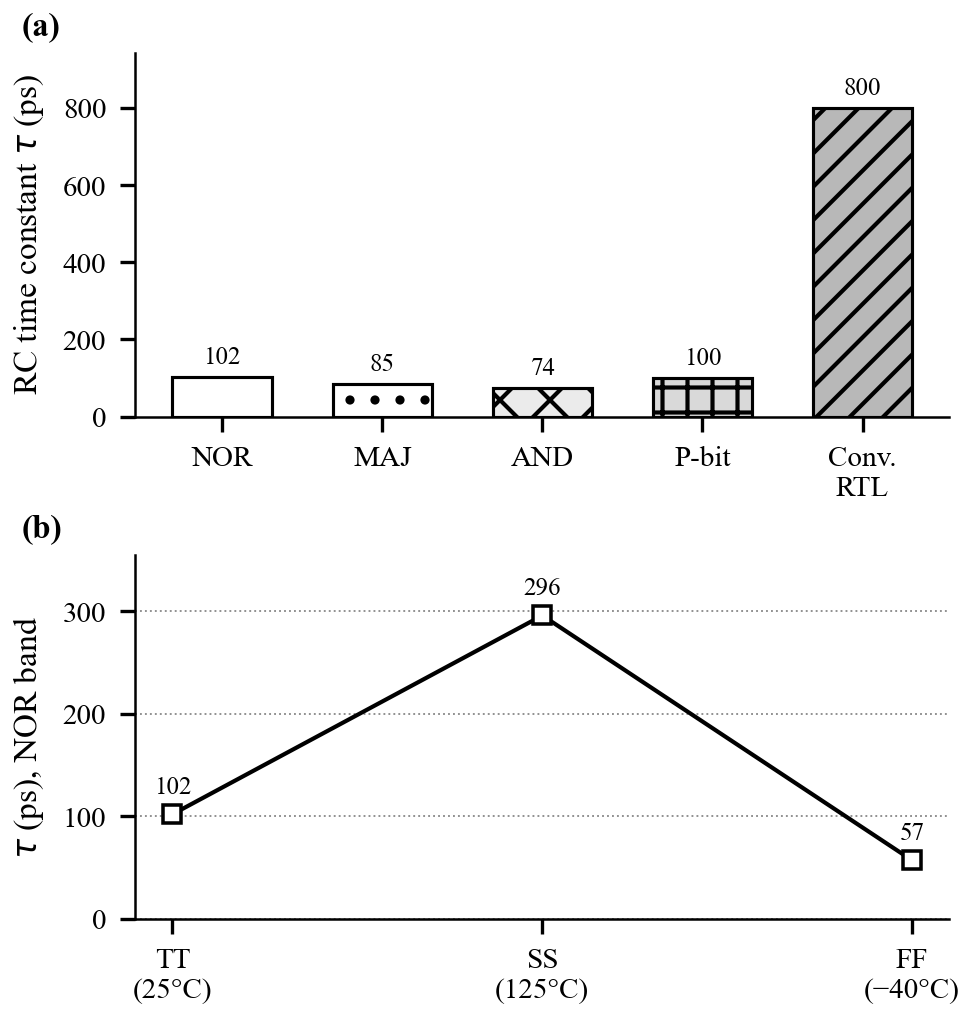 (a)
RC time constant τ (ps)
800
600
400
200
0
102
85
74
100
800
NOR
MAJ
AND
P-bit
Conv.
RTL
(b)
τ (ps), NOR band
300
200
100
0
102
296
57
TT
(25°C)
SS
(125°C)
FF
(−40°C)